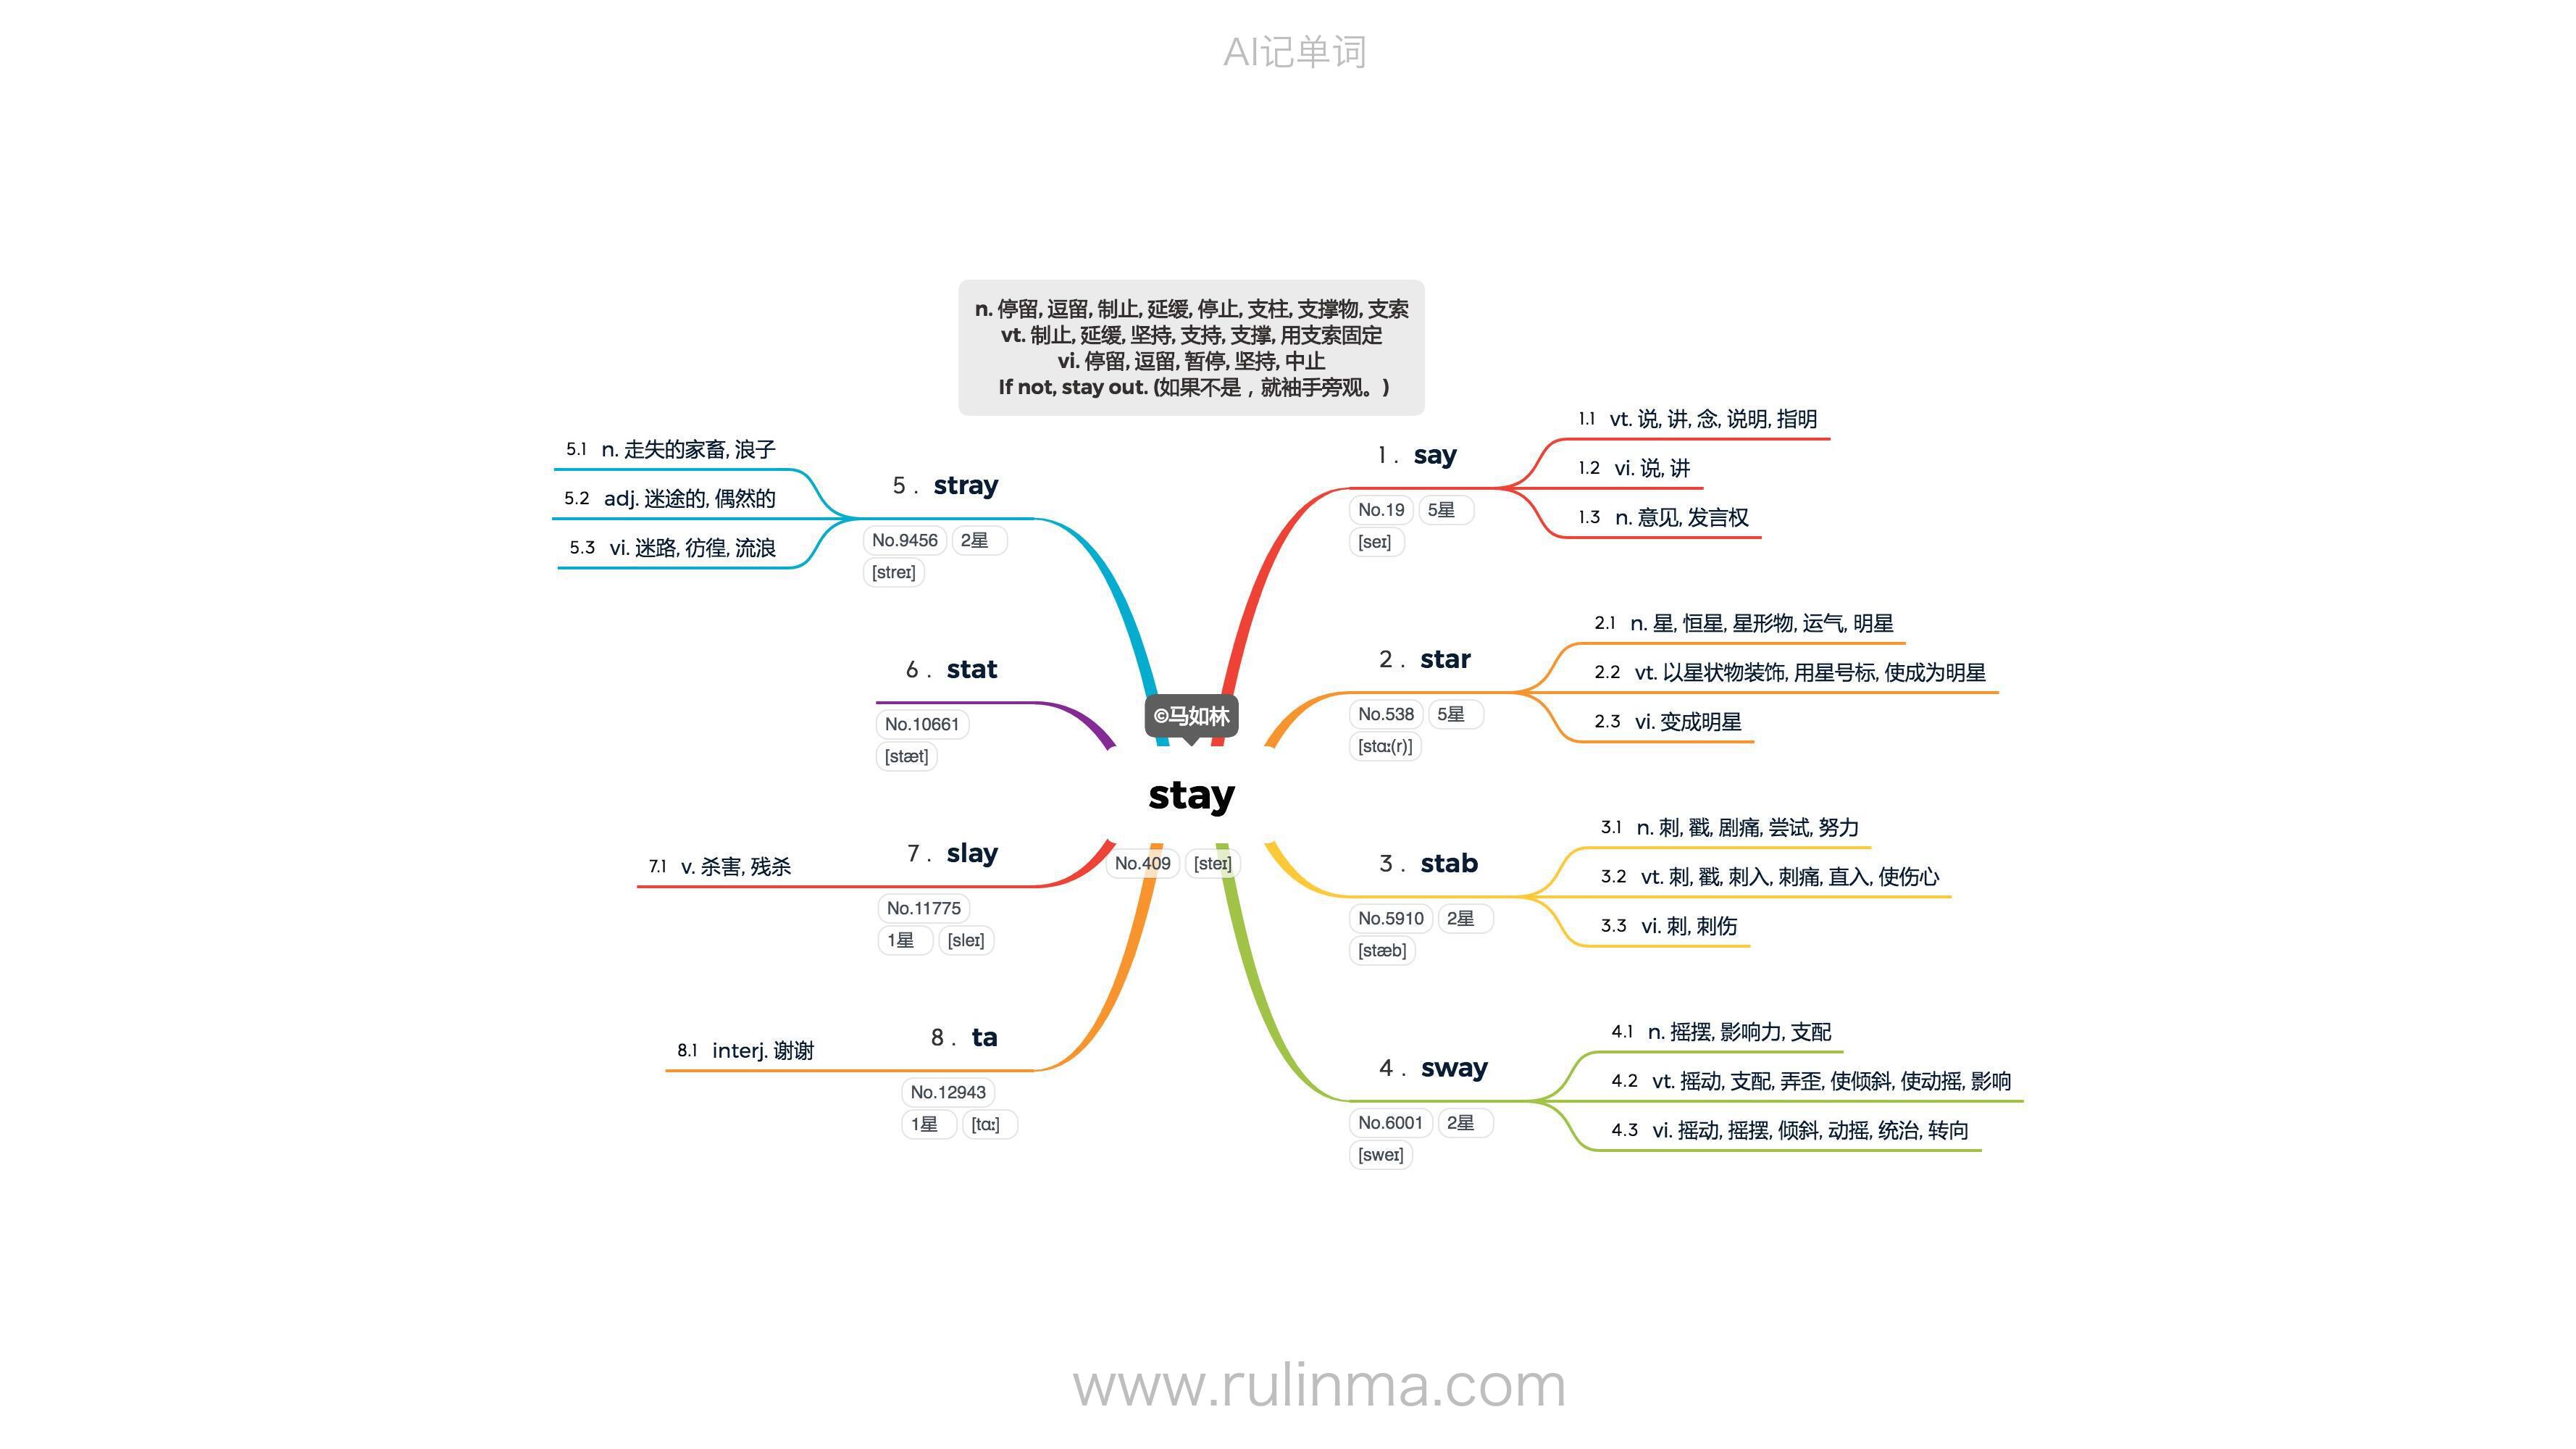 AI记单词
n. 停留, 逗留, 制止, 延缓, 停止, 支柱, 支撑物, 支索
vt. 制止, 延缓, 坚持, 支持, 支撑, 用支索固定
vi. 停留, 逗留, 暂停, 坚持, 中止
If not, stay out. (如果不是，就袖手旁观。)
©马如林
stay
No.409 [steɪ]
1. say
No.19 5星
[seɪ]
1.1 vt. 说, 讲, 念, 说明, 指明
1.2 vi. 说, 讲
1.3 n. 意见, 发言权
2. star
No.538 5星
[stɑː(r)]
2.1 n. 星, 恒星, 星形物, 运气, 明星
2.2 vt. 以星状物装饰, 用星号标, 使成为明星
2.3 vi. 变成明星
3. stab
No.5910 2星
[stæb]
3.1 n. 刺, 戳, 剧痛, 尝试, 努力
3.2 vt. 刺, 戳, 刺入, 刺痛, 直入, 使伤心
3.3 vi. 刺, 刺伤
4. sway
No.6001 2星
[sweɪ]
4.1 n. 摇摆, 影响力, 支配
4.2 vt. 摇动, 支配, 弄歪, 使倾斜, 使动摇, 影响
4.3 vi. 摇动, 摇摆, 倾斜, 动摇, 统治, 转向
5. stray
No.9456 2星
[streɪ]
5.1 n. 走失的家畜, 浪子
5.2 adj. 迷途的, 偶然的
5.3 vi. 迷路, 彷徨, 流浪
6. stat
No.10661
[stæt]
7. slay
No.11775
1星 [sleɪ]
7.1 v. 杀害, 残杀
8. ta
No.12943
1星 [tɑː]
8.1 interj. 谢谢
www.rulinma.com